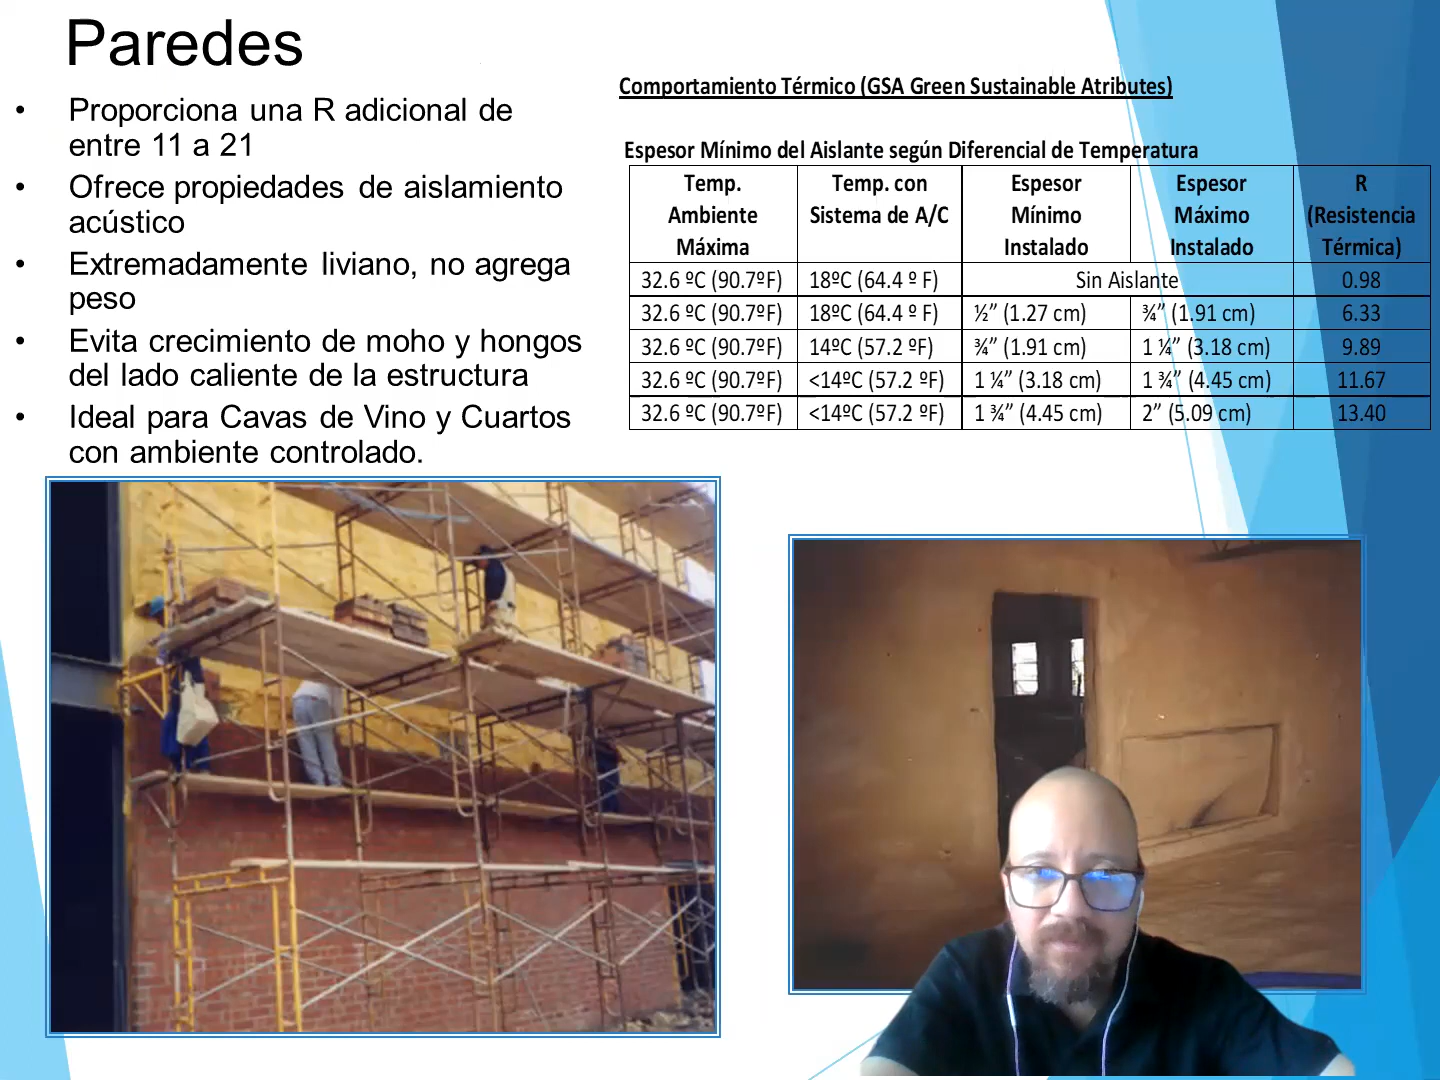 Paredes
• Proporciona una R adicional de
entre 11 a 21
• Ofrece propiedades de aislamiento
acústico
• Extremadamente liviano, no agrega
peso
• Evita crecimiento de moho y hongos
del lado caliente de la estructura
• Ideal para Cavas de Vino y Cuartos
con ambiente controlado.
Comportamiento Térmico (GSA Green Sustainable Atributes)
Espesor Mínimo del Aislante según Diferencial de Temperatura
Temp. Ambiente Máxima | Temp. con Sistema de A/C | Espesor Mínimo Instalado | Espesor Máximo Instalado | R (Resistencia Térmica)
32.6 ºC (90.7ºF) | 18ºC (64.4 º F) | Sin Aislante | 0.98
32.6 ºC (90.7ºF) | 18ºC (64.4 º F) | ½” (1.27 cm) | ¾” (1.91 cm) | 6.33
32.6 ºC (90.7ºF) | 14ºC (57.2 ºF) | ¾” (1.91 cm) | 1 ¼” (3.18 cm) | 9.89
32.6 ºC (90.7ºF) | <14ºC (57.2 ºF) | 1 ¼” (3.18 cm) | 1 ¾” (4.45 cm) | 11.67
32.6 ºC (90.7ºF) | <14ºC (57.2 ºF) | 1 ¾” (4.45 cm) | 2” (5.09 cm) | 13.40